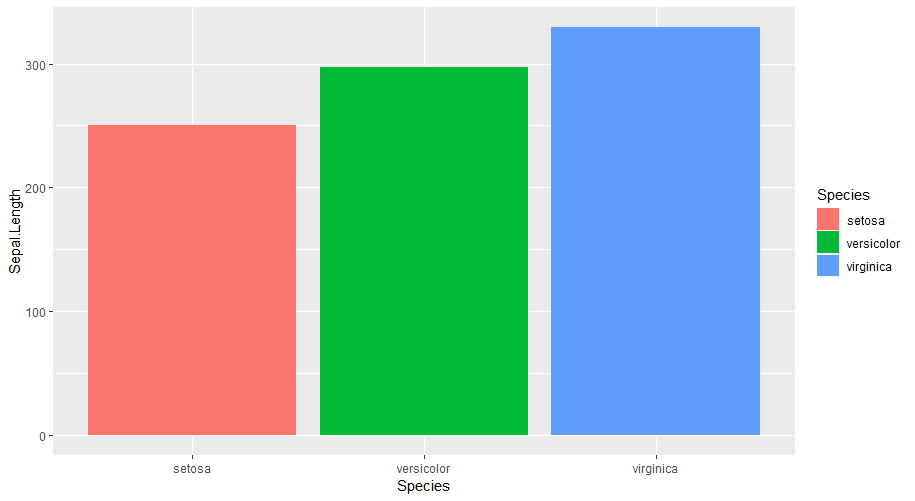 Sepal.Length
300
200
100
0
setosa
versicolor
virginica
Species
Species
setosa
versicolor
virginica